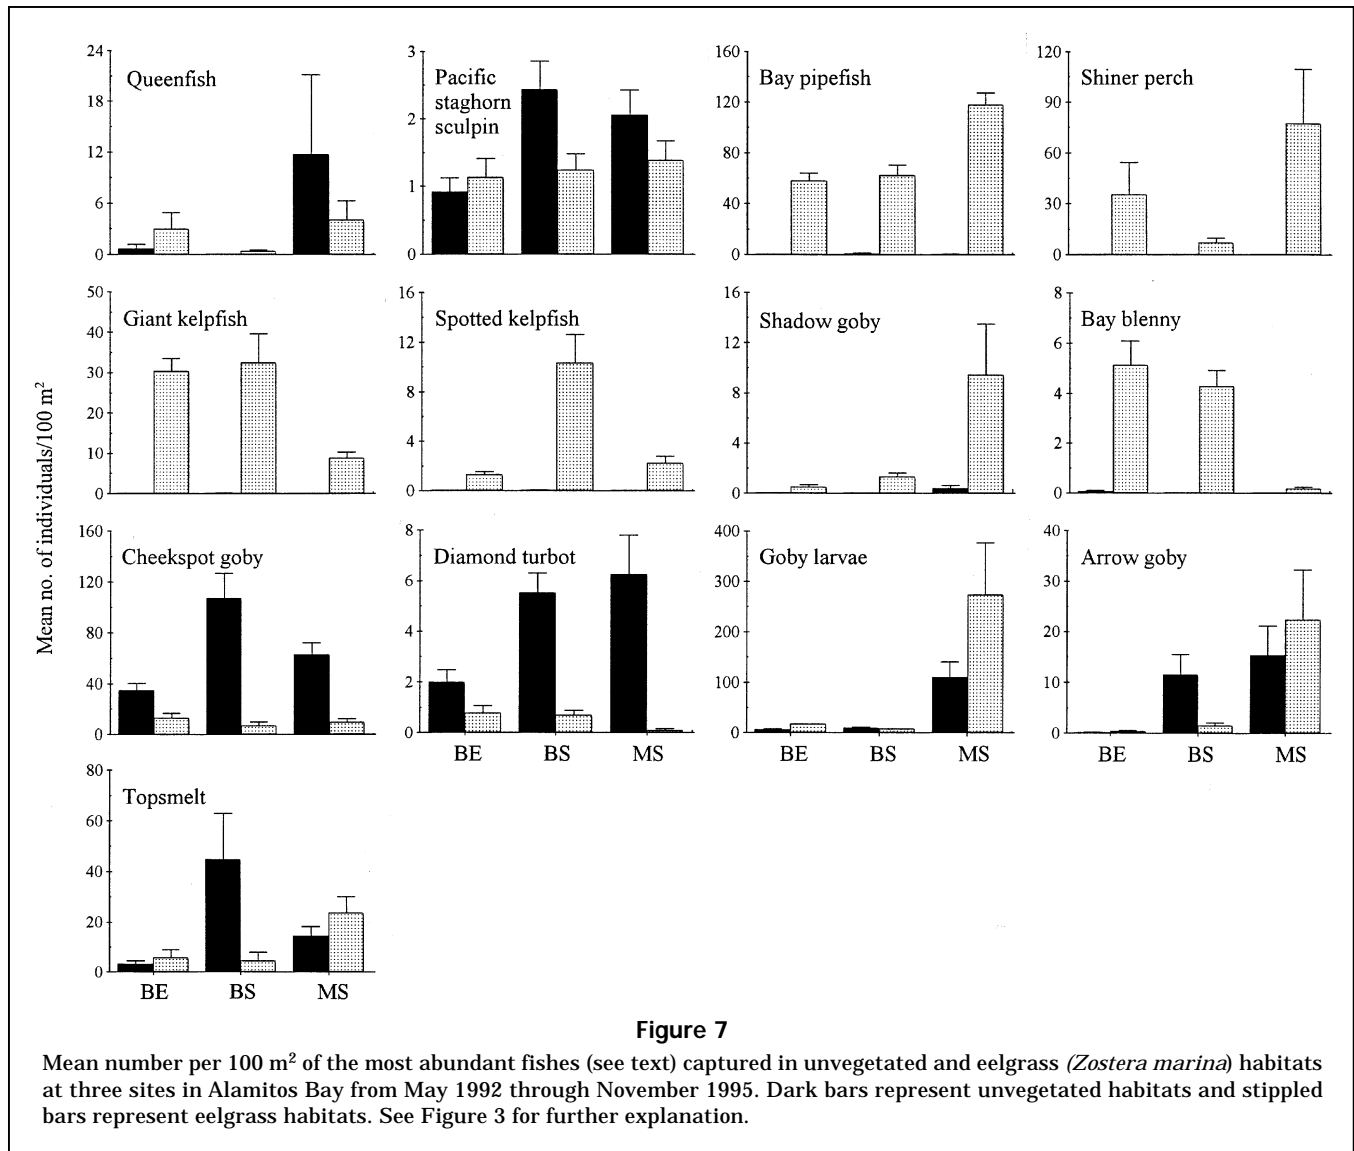 Mean no. of individuals/100 m²
Queenfish
24
18
12
6
0
Pacific
staghorn
sculpin
3
2
1
0
Bay pipefish
160
120
80
40
0
Shiner perch
120
90
60
30
0
Giant kelpfish
50
40
30
20
10
0
Spotted kelpfish
16
12
8
4
0
Shadow goby
16
12
8
4
0
Bay blenny
8
6
4
2
0
Cheekspot goby
160
120
80
40
0
Diamond turbot
8
6
4
2
0
BE BS MS
Goby larvae
400
300
200
100
0
BE BS MS
Arrow goby
40
30
20
10
0
BE BS MS
Topsmelt
80
60
40
20
0
BE BS MS
Figure 7
Mean number per 100 m² of the most abundant fishes (see text) captured in unvegetated and eelgrass (Zostera marina) habitats
at three sites in Alamitos Bay from May 1992 through November 1995. Dark bars represent unvegetated habitats and stippled
bars represent eelgrass habitats. See Figure 3 for further explanation.